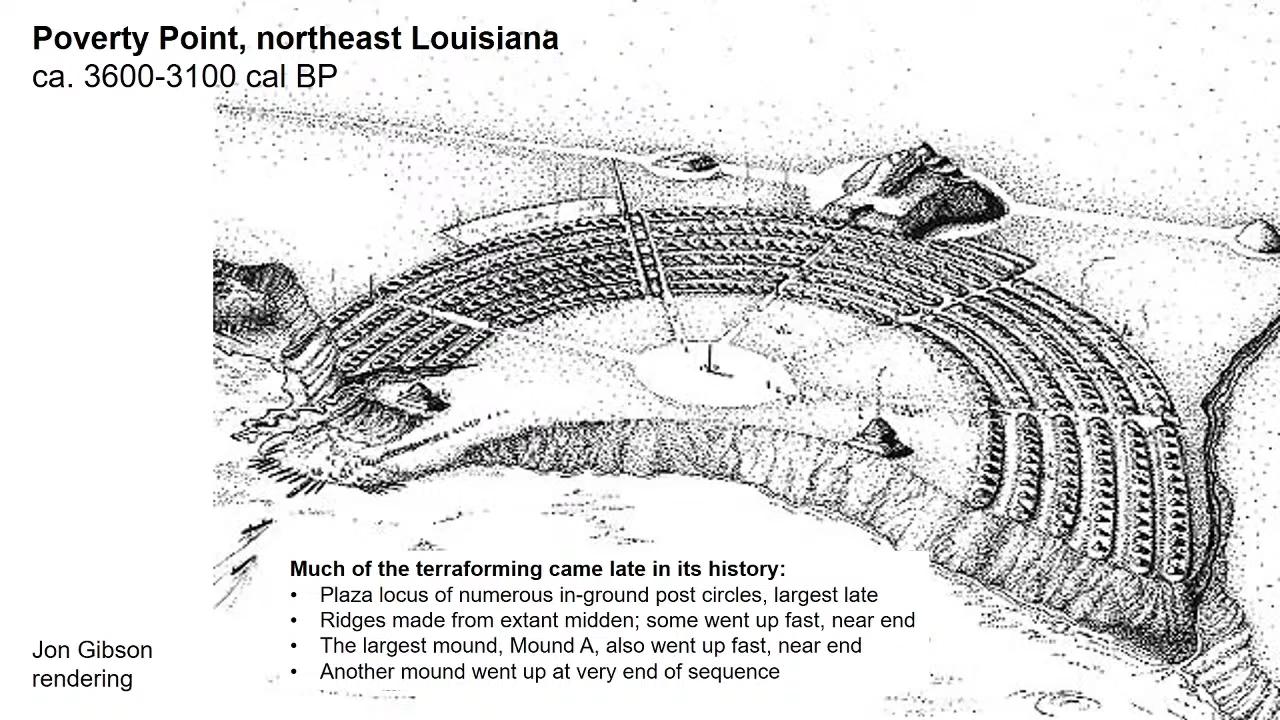 Poverty Point, northeast Louisiana
ca. 3600-3100 cal BP
Much of the terraforming came late in its history:
• Plaza locus of numerous in-ground post circles, largest late
• Ridges made from extant midden; some went up fast, near end
• The largest mound, Mound A, also went up fast, near end
• Another mound went up at very end of sequence
Jon Gibson
rendering